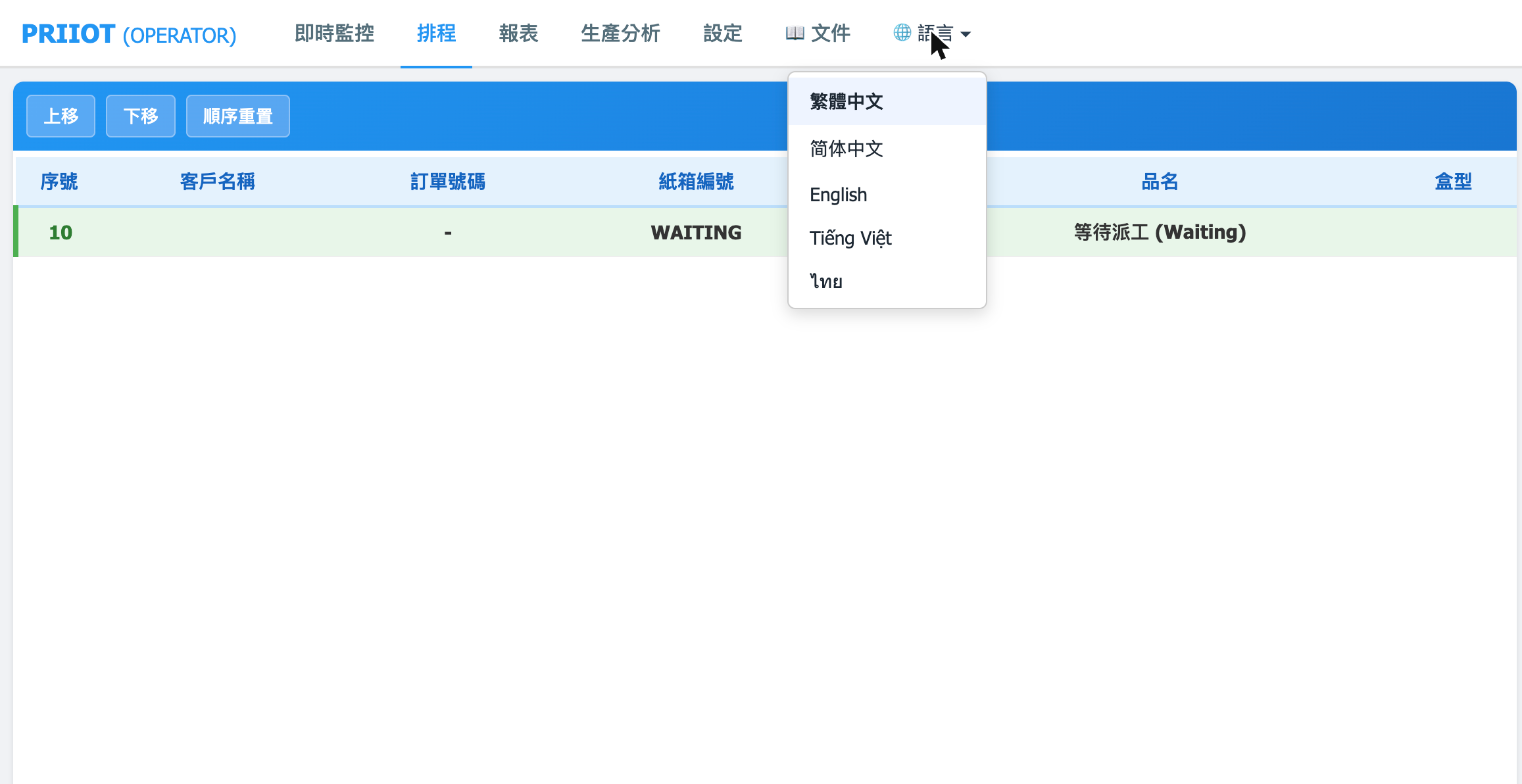 PRIIOT (OPERATOR) 即時監控 排程 報表 生產分析 設定 文件 語言
上移 下移 順序重置
繁體中文
简体中文
English
Tiếng Việt
ไทย
序號 客戶名稱 訂單號碼 紙箱編號 品名 盒型
10 - WAITING 等待派工 (Waiting)